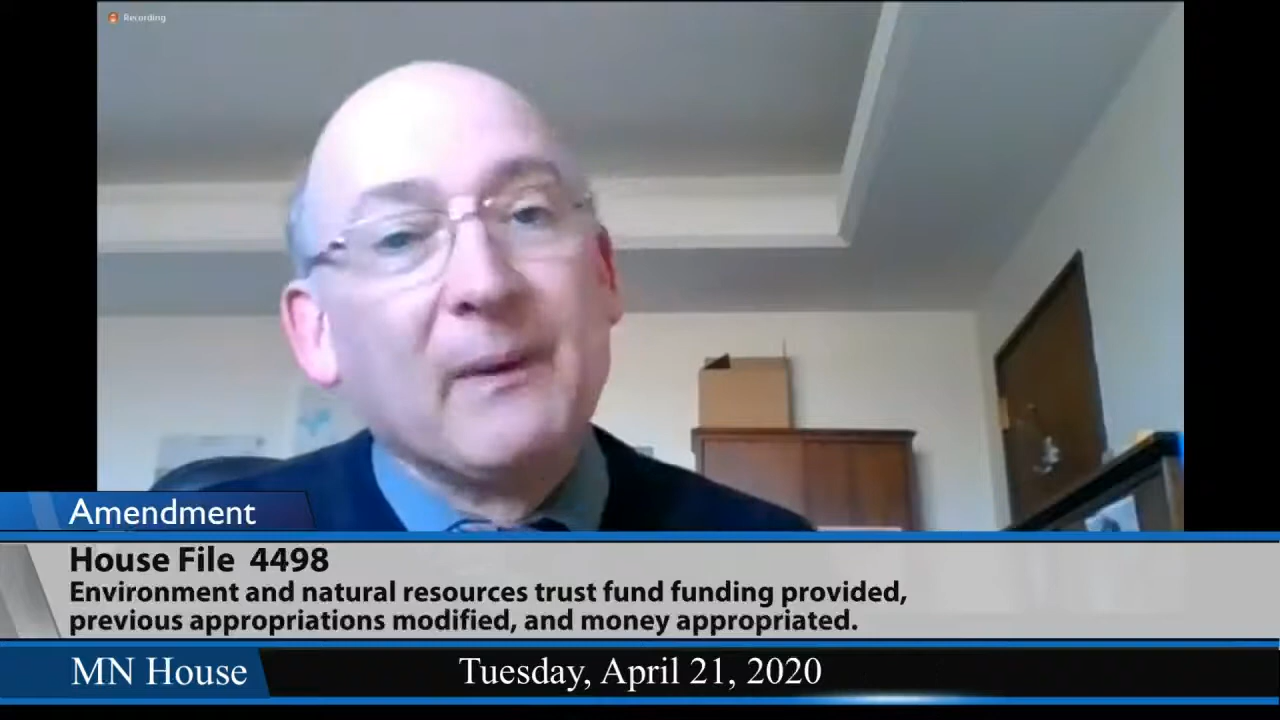 Recording
Amendment
House File 4498
Environment and natural resources trust fund funding provided,
previous appropriations modified, and money appropriated.
MN House
Tuesday, April 21, 2020